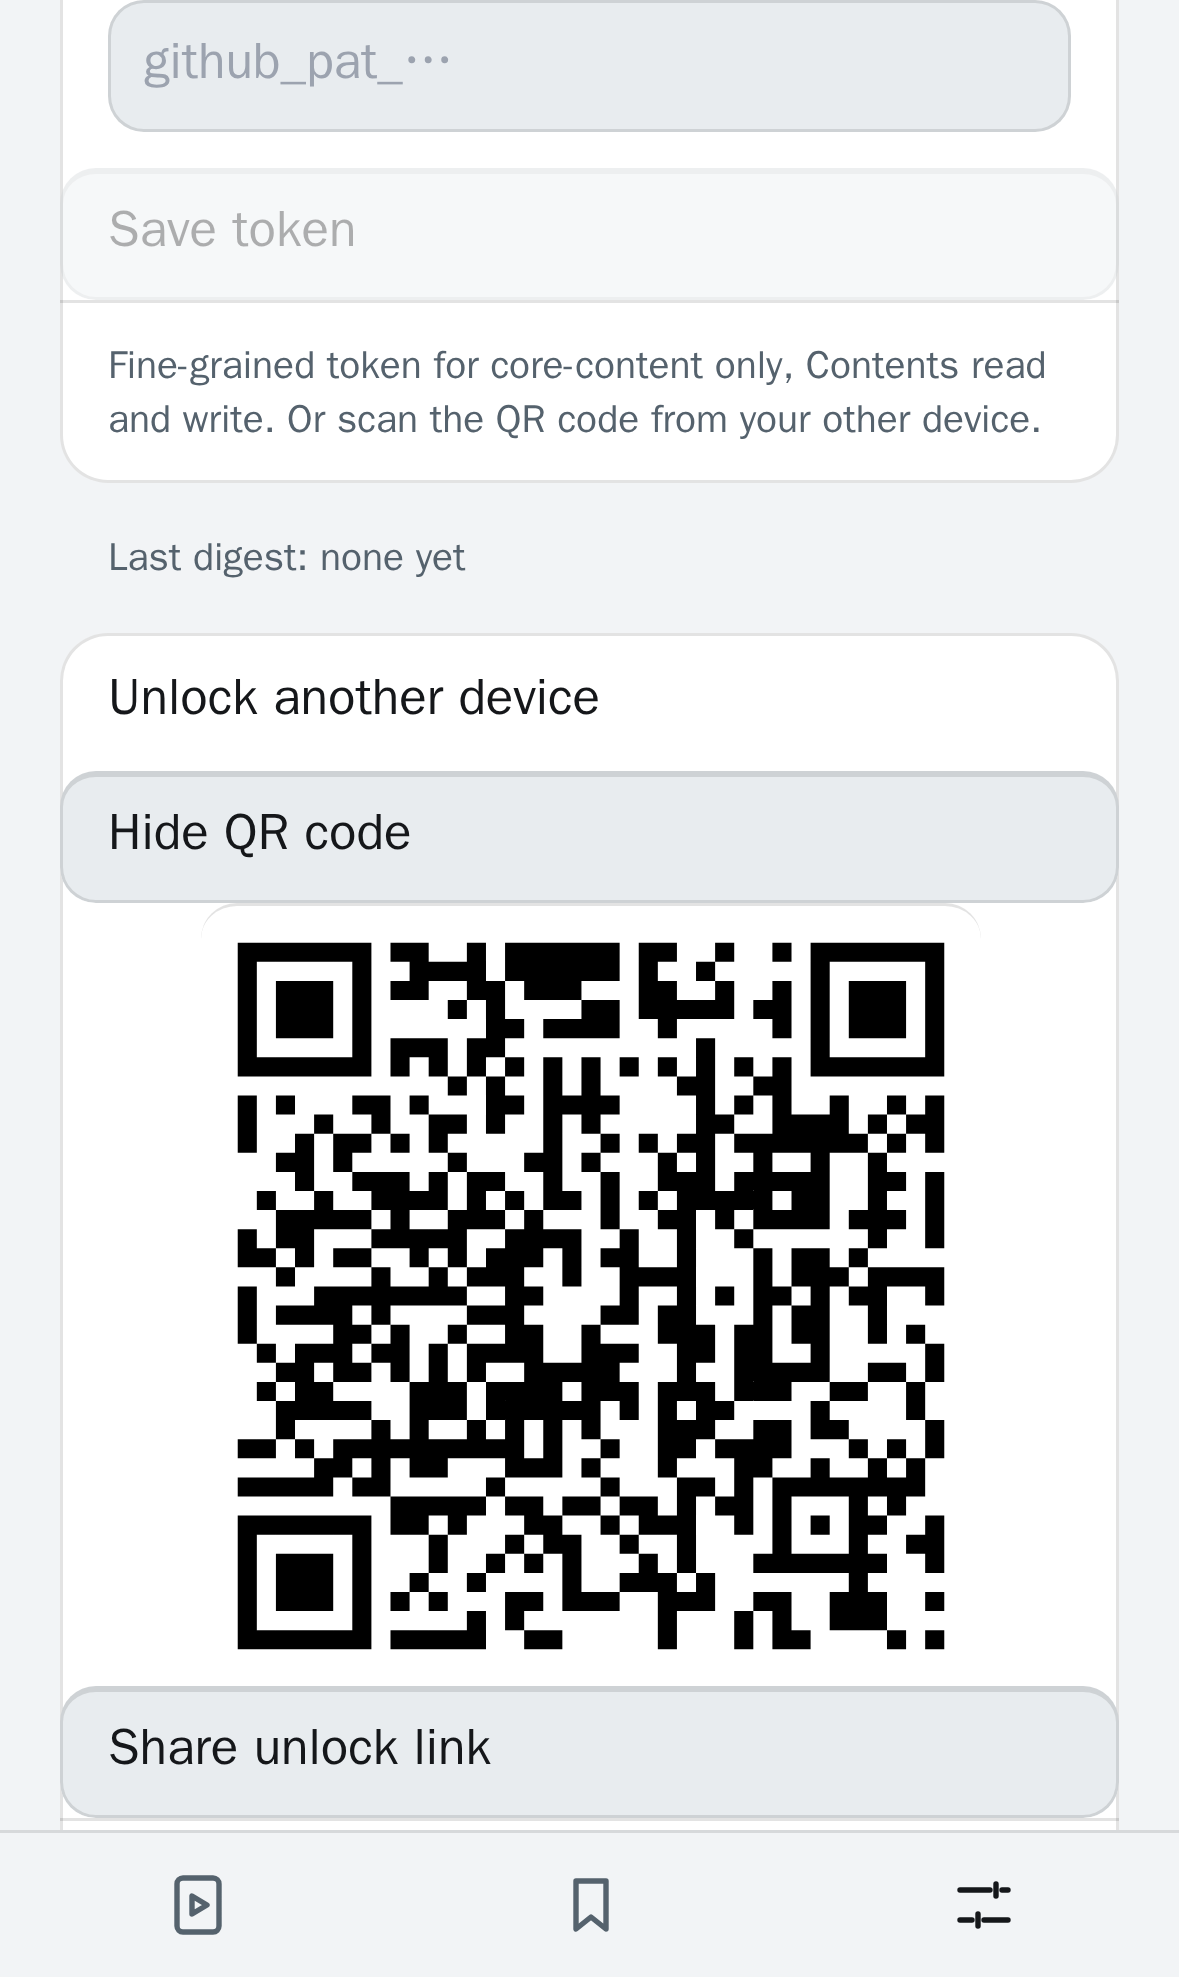 github_pat_···
Save token
Fine-grained token for core-content only, Contents read
and write. Or scan the QR code from your other device.
Last digest: none yet
Unlock another device
Hide QR code
Share unlock link